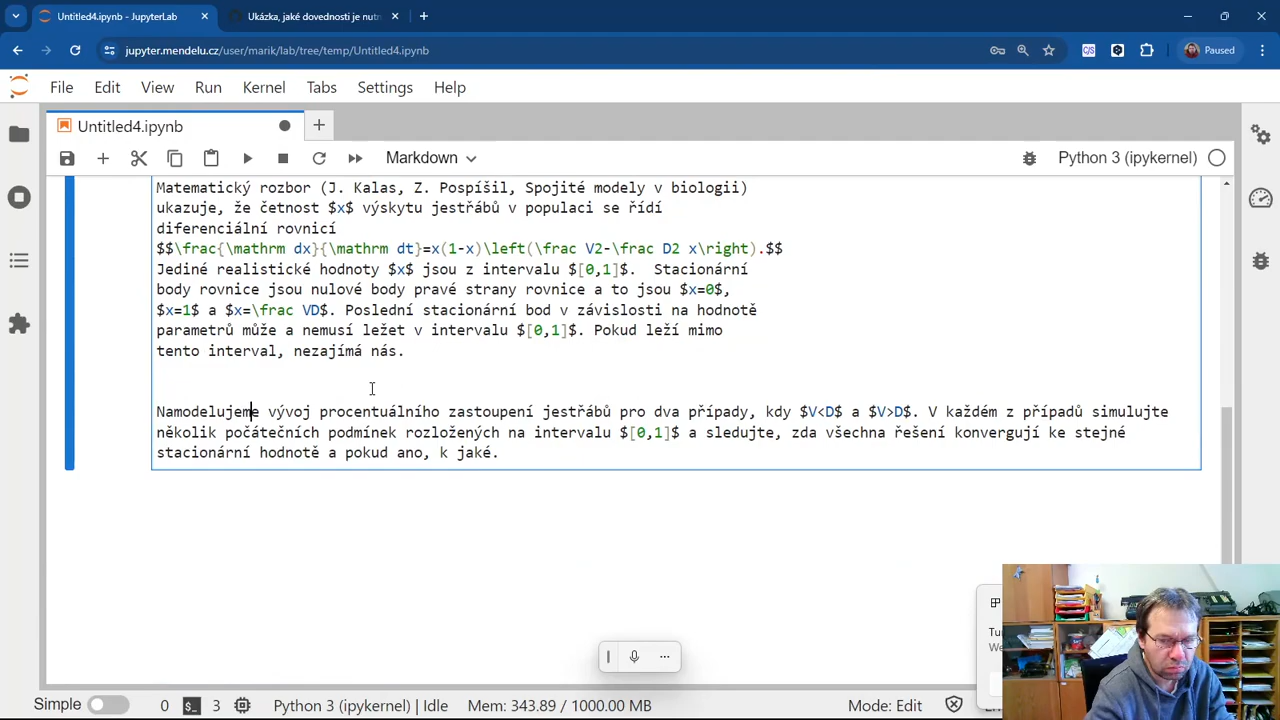 Untitled4.ipynb - JupyterLab
Ukázka, jaké dovednosti je nutn
jupyter.mendelu.cz/user/marik/lab/tree/temp/Untitled4.ipynb
Paused
File Edit View Run Kernel Tabs Settings Help
Untitled4.ipynb
Markdown
Python 3 (ipykernel)
Matematický rozbor (J. Kalas, Z. Pospíšil, Spojité modely v biologii)
ukazuje, že četnost $x$ výskytu jestřábů v populaci se řídí
diferenciální rovnicí
$$\frac{\mathrm dx}{\mathrm dt}=x(1-x)\left(\frac V2-\frac D2 x\right).$$
Jediné realistické hodnoty $x$ jsou z intervalu $[0,1]$.  Stacionární
body rovnice jsou nulové body pravé strany rovnice a to jsou $x=0$,
$x=1$ a $x=\frac VD$. Poslední stacionární bod v závislosti na hodnotě
parametrů může a nemusí ležet v intervalu $[0,1]$. Pokud leží mimo
tento interval, nezajímá nás.
Namodelujeme vývoj procentuálního zastoupení jestřábů pro dva případy, kdy $V<D$ a $V>D$. V každém z případů simulujte
několik počátečních podmínek rozložených na intervalu $[0,1]$ a sledujte, zda všechna řešení konvergují ke stejné
stacionární hodnotě a pokud ano, k jaké.
Simple 0 3 Python 3 (ipykernel) | Idle Mem: 343.89 / 1000.00 MB Mode: Edit